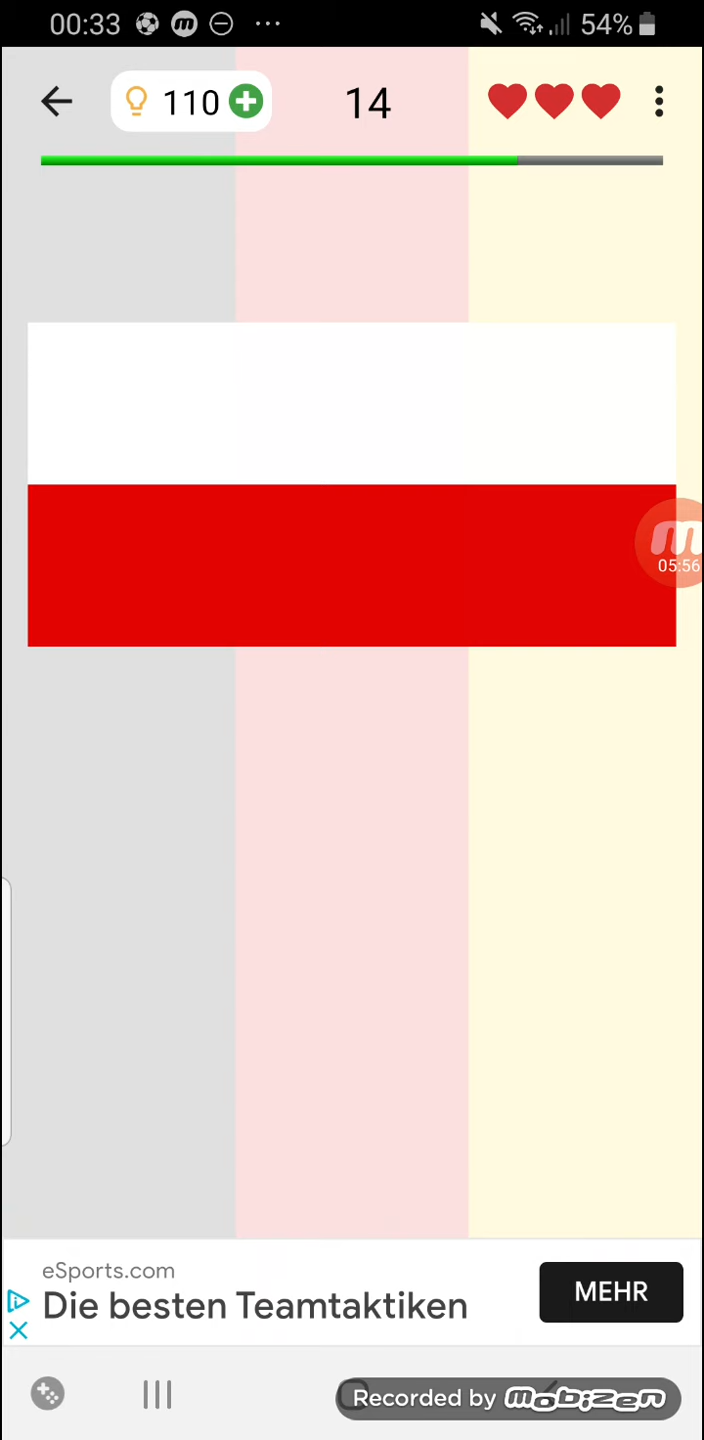 00:33 m ... 54%
110 14
m
05:56
eSports.com
Die besten Teamtaktiken
MEHR
Recorded by mobizen